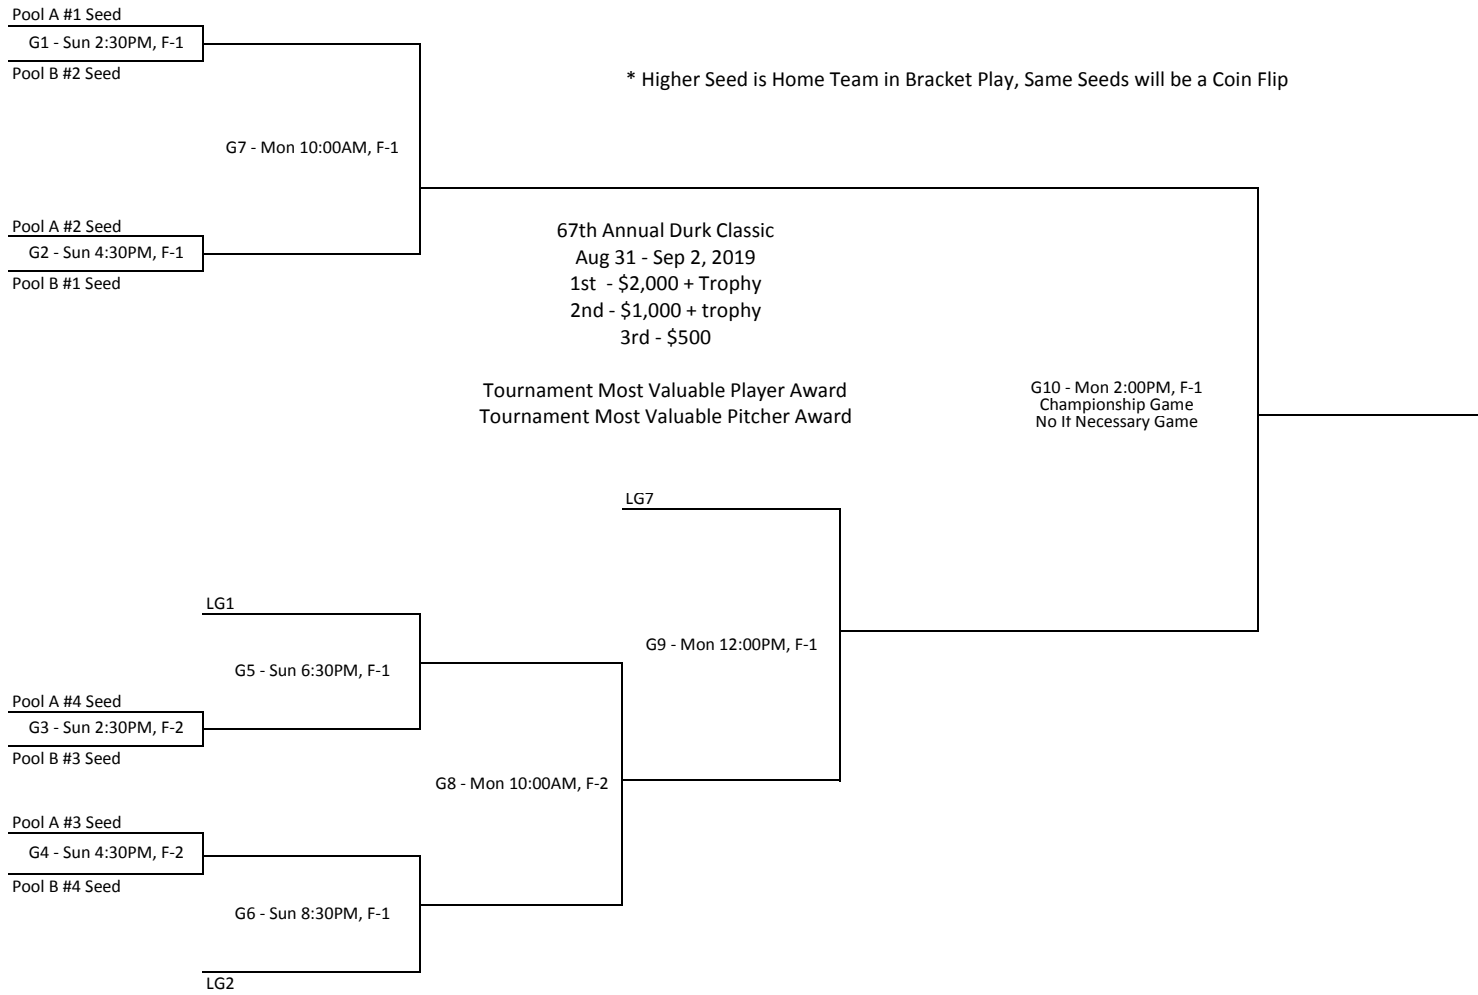 Pool A #1 Seed
G1 - Sun 2:30PM, F-1
Pool B #2 Seed
* Higher Seed is Home Team in Bracket Play, Same Seeds will be a Coin Flip
G7 - Mon 10:00AM, F-1
Pool A #2 Seed
G2 - Sun 4:30PM, F-1
Pool B #1 Seed
67th Annual Durk Classic
Aug 31 - Sep 2, 2019
1st  - $2,000 + Trophy
2nd - $1,000 + trophy
3rd - $500
Tournament Most Valuable Player Award
Tournament Most Valuable Pitcher Award
G10 - Mon 2:00PM, F-1
Championship Game
No It Necessary Game
LG7
LG1
G9 - Mon 12:00PM, F-1
G5 - Sun 6:30PM, F-1
Pool A #4 Seed
G3 - Sun 2:30PM, F-2
Pool B #3 Seed
G8 - Mon 10:00AM, F-2
Pool A #3 Seed
G4 - Sun 4:30PM, F-2
Pool B #4 Seed
G6 - Sun 8:30PM, F-1
LG2